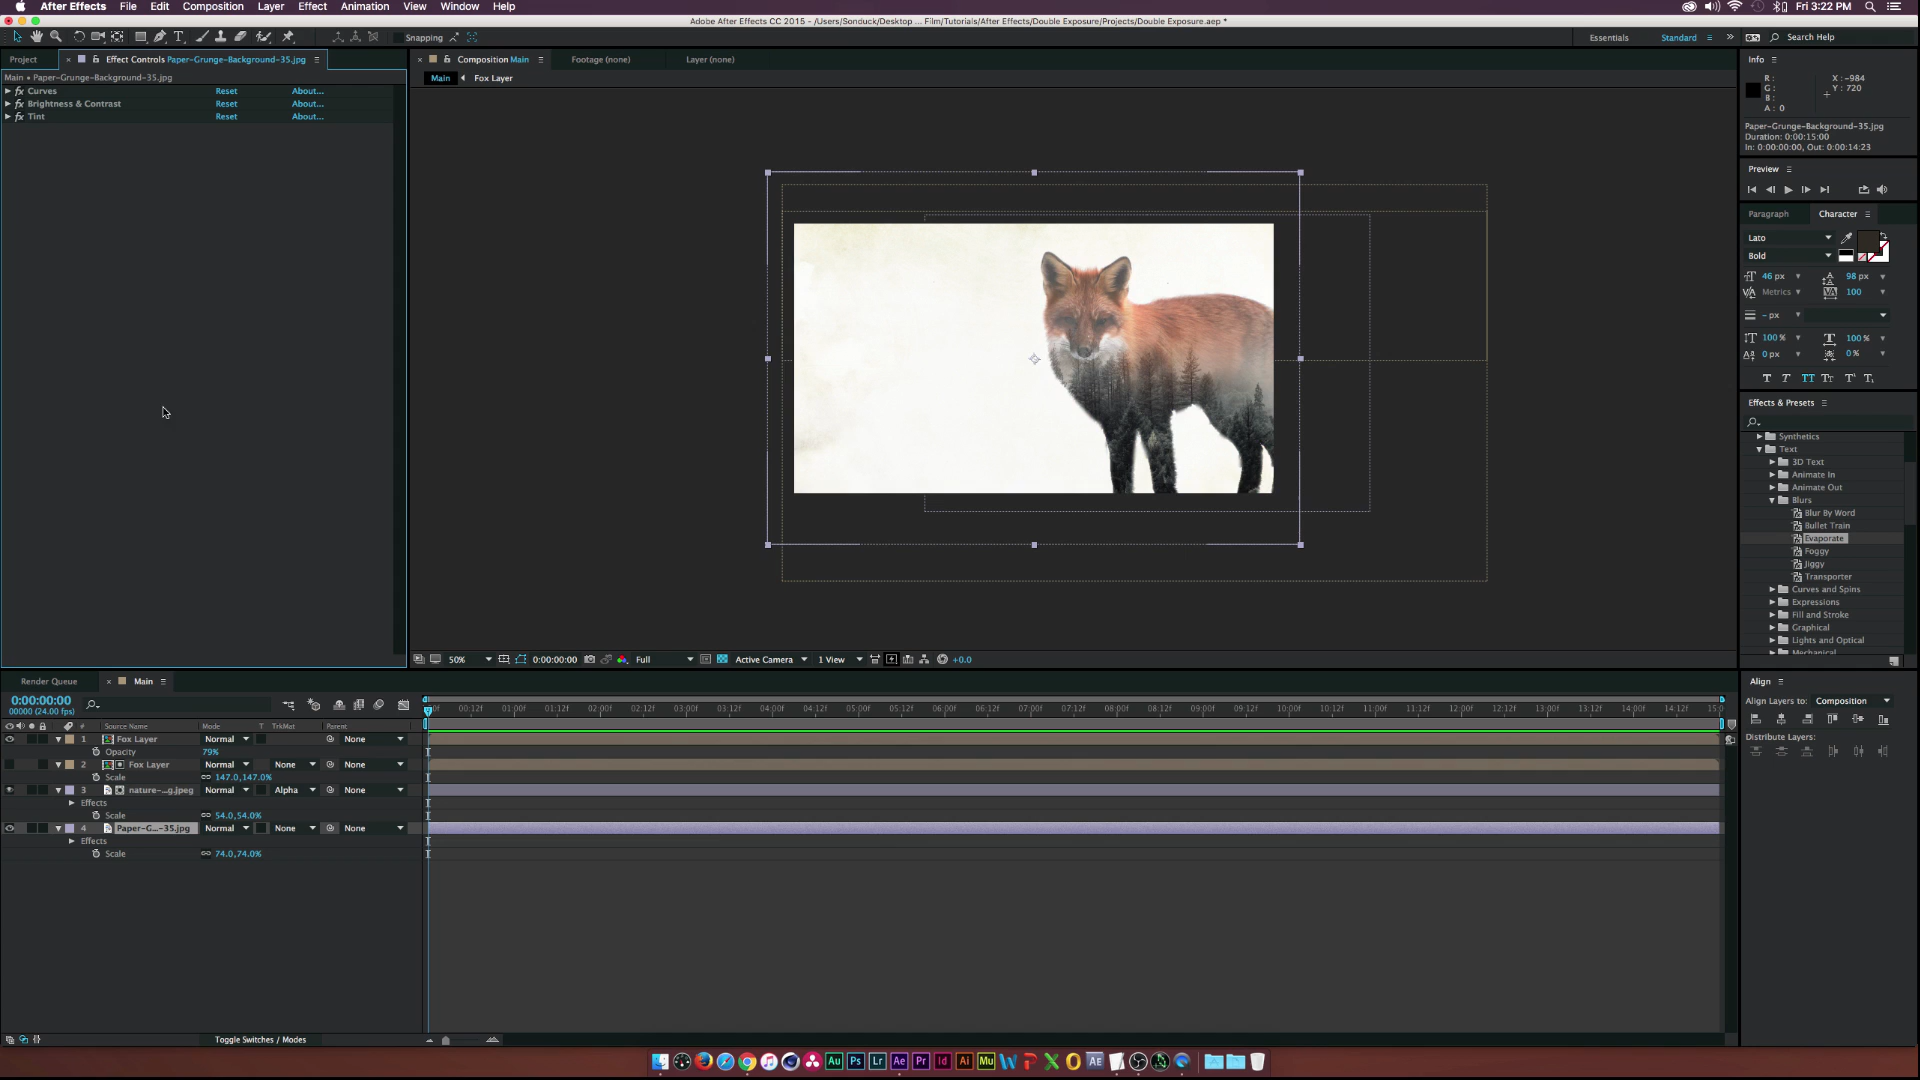 After Effects File Edit Composition Layer Effect Animation View Window Help Fri 3:22 PM
Adobe After Effects CC 2015 - /Users/Sonduck/Desktop ... Film/Tutorials/After Effects/Double Exposure/Projects/Double Exposure.aep *
Snapping Essentials Standard Search Help
Project Effect Controls Paper-Grunge-Background-35.jpg Composition Main Footage (none) Layer (none) Info
Main • Paper-Grunge-Background-35.jpg Main Fox Layer
R: X: -984
G: Y: 720
B:
A: 0
Curves Reset About...
Brightness & Contrast Reset About...
Tint Reset About...
Paper-Grunge-Background-35.jpg
Duration: 0:00:15:00
In: 0:00:00:00, Out: 0:00:14:23
Preview
Paragraph Character
Lato
Bold
46 px 98 px
Metrics 100
- px
100 % 100 %
0 px 0 %
T T TT Tt T' T,
Effects & Presets
Synthetics
Text
3D Text
Animate In
Animate Out
Blurs
Blur By Word
Bullet Train
Evaporate
Foggy
Jiggy
Transporter
Curves and Spins
Expressions
Fill and Stroke
Graphical
Lights and Optical
Mechanical
50% 0:00:00:00 Full Active Camera 1 View +0.0
Render Queue Main Align
0:00:00:00
00000 (24.00 fps)
Align Layers to: Composition
00:12f 01:00f 01:12f 02:00f 02:12f 03:00f 03:12f 04:00f 04:12f 05:00f 05:12f 06:00f 06:12f 07:00f 07:12f 08:00f 08:12f 09:00f 09:12f 10:00f 10:12f 11:00f 11:12f 12:00f 12:12f 13:00f 13:12f 14:00f 14:12f 15:0
# Source Name Mode T TrkMat Parent
Distribute Layers:
1 Fox Layer Normal None
Opacity 79%
2 Fox Layer Normal None None
Scale 147.0,147.0%
3 nature-...g.jpeg Normal Alpha None
Effects
Scale 54.0,54.0%
4 Paper-G...-35.jpg Normal None None
Effects
Scale 74.0,74.0%
Toggle Switches / Modes
Au Ps Lr Ae Pr Id Ai Mu AE